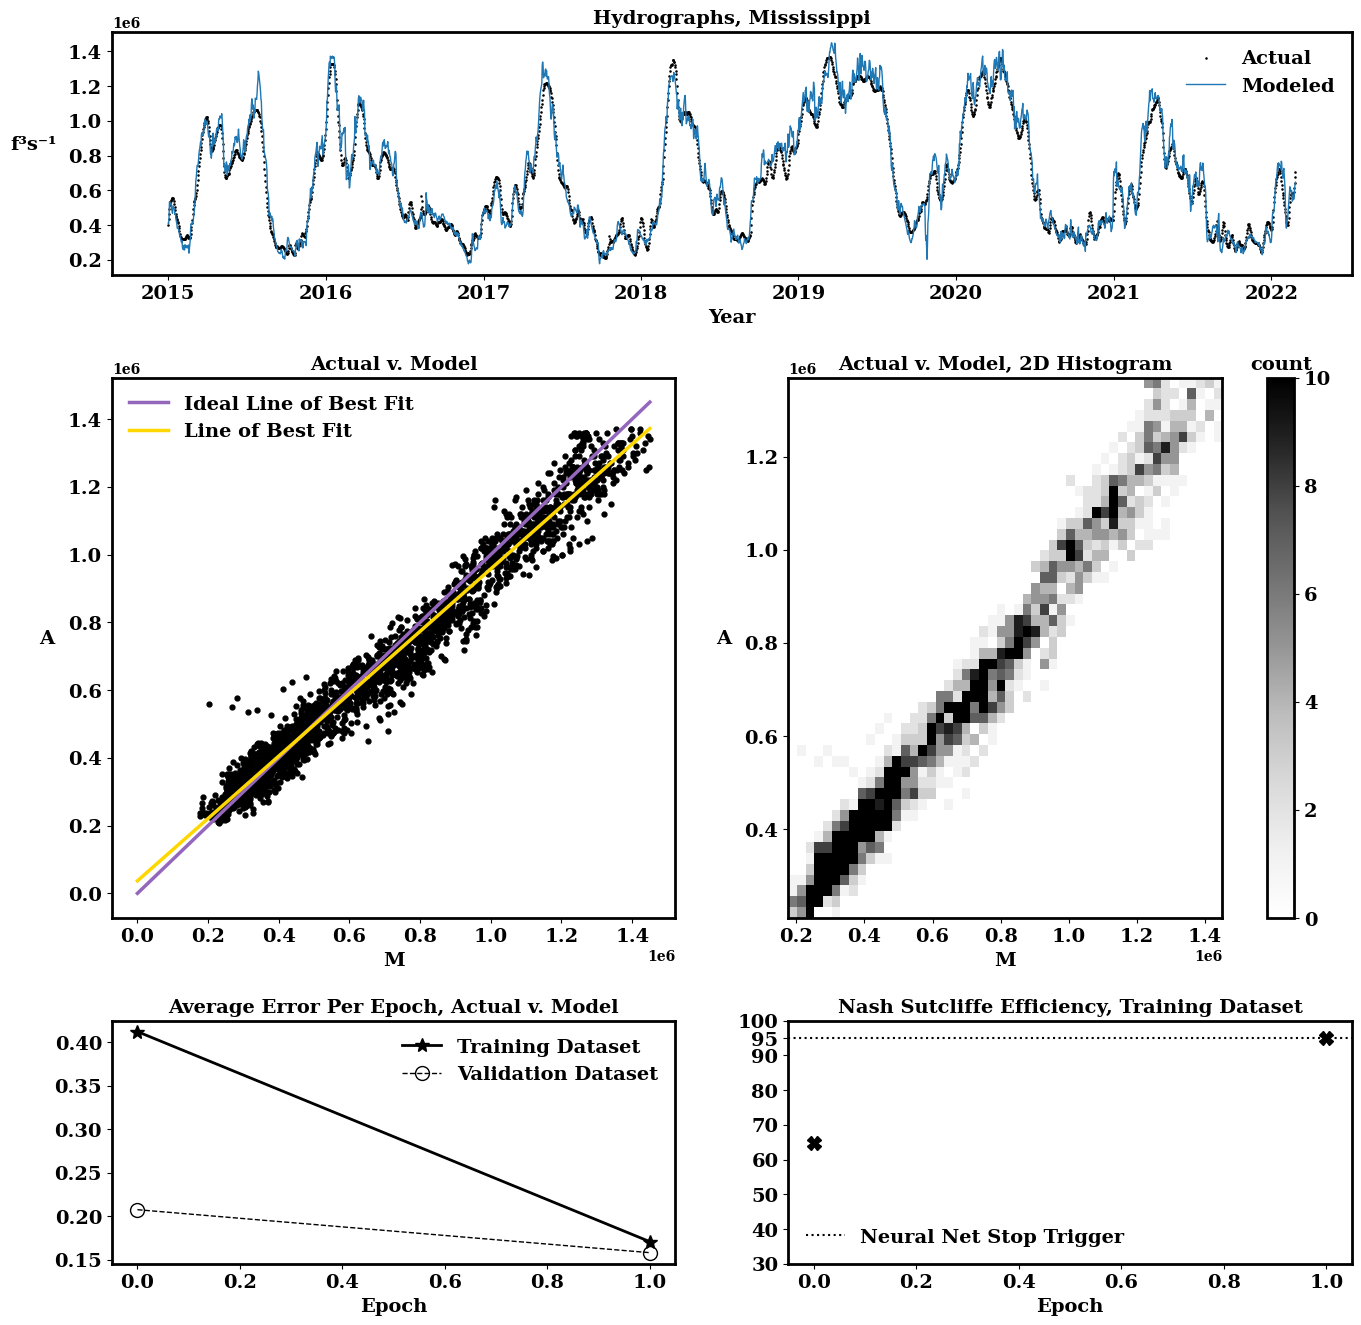 Hydrographs, Mississippi
1e6
1.4
1.2
1.0
0.8
0.6
0.4
0.2
f³s⁻¹
Actual
Modeled
2015 2016 2017 2018 2019 2020 2021 2022
Year
Actual v. Model
1e6
Ideal Line of Best Fit
Line of Best Fit
1.4
1.2
1.0
0.8
A
0.6
0.4
0.2
0.0
0.0 0.2 0.4 0.6 0.8 1.0 1.2 1.4
M
1e6
Actual v. Model, 2D Histogram
1e6
1.2
1.0
0.8
A
0.6
0.4
0.2 0.4 0.6 0.8 1.0 1.2 1.4
M
1e6
count
10
8
6
4
2
0
Average Error Per Epoch, Actual v. Model
0.40
0.35
0.30
0.25
0.20
0.15
Training Dataset
Validation Dataset
0.0 0.2 0.4 0.6 0.8 1.0
Epoch
Nash Sutcliffe Efficiency, Training Dataset
100
95
90
80
70
60
50
40
30
Neural Net Stop Trigger
0.0 0.2 0.4 0.6 0.8 1.0
Epoch